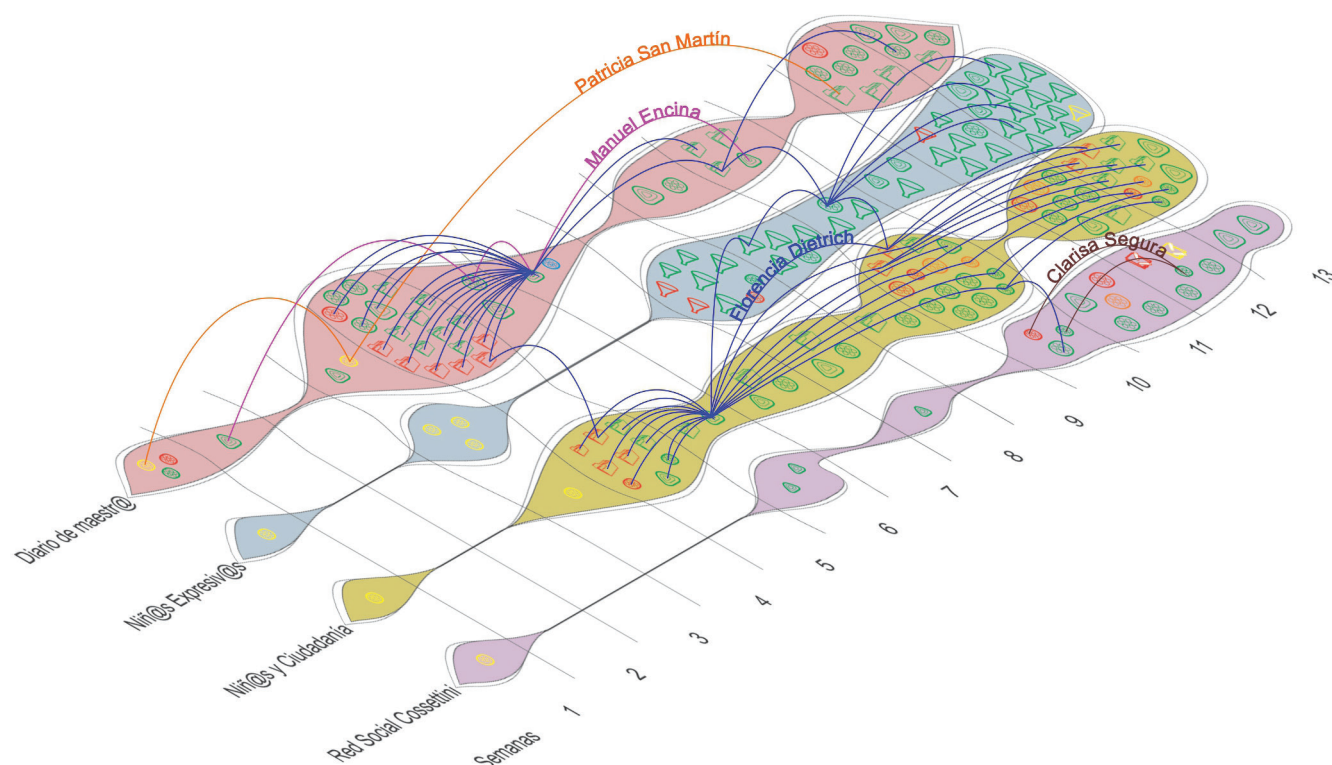 Patricia San Martín
Manuel Encina
Florencia Dietrich
Clarisa Segura
Diario de maestr@
Niñ@s Expresiv@s
Niñ@s y Ciudadanía
Red Social Cossettini
Semanas
1
2
3
4
5
6
7
8
9
10
11
12
13